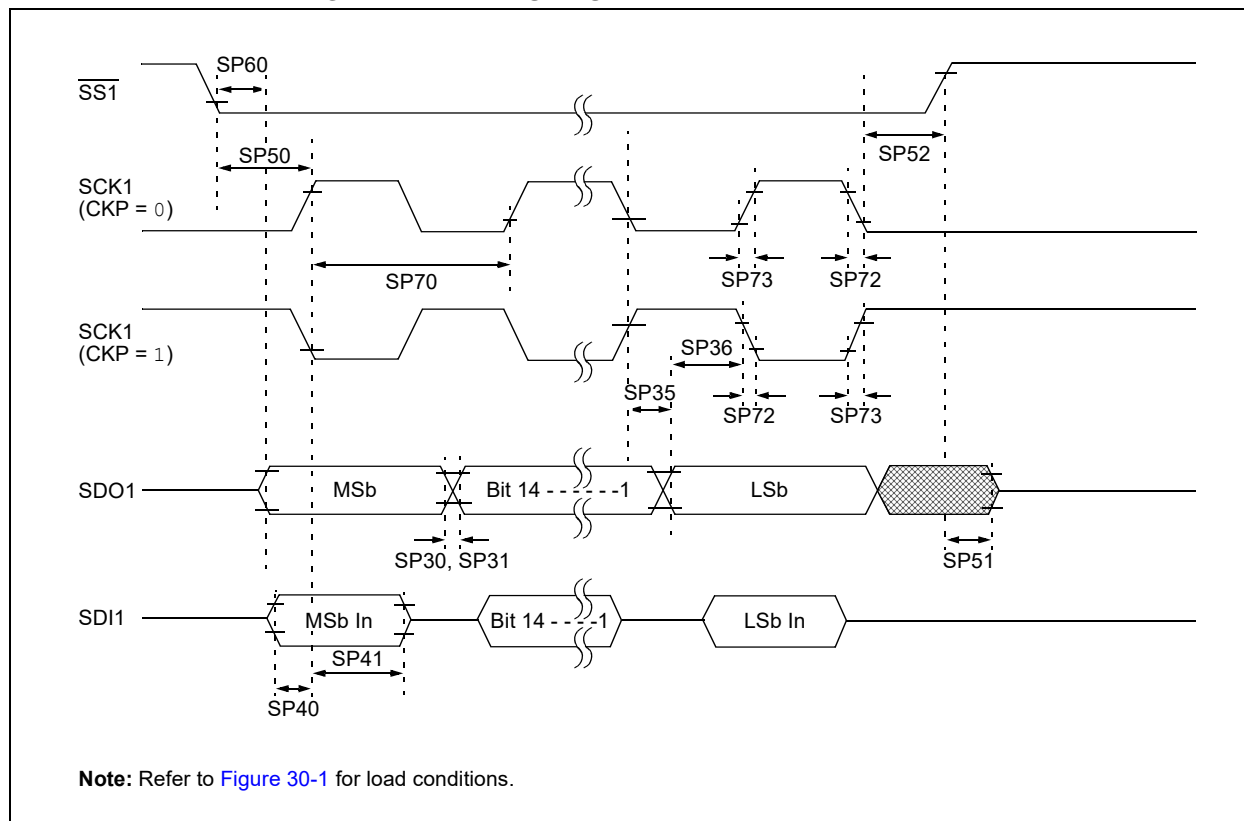 SP60
SS1
SP50
SP52
SCK1
(CKP = 0)
SP70
SP73
SP72
SCK1
(CKP = 1)
SP36
SP35
SP72
SP73
SDO1
MSb
Bit 14 - - - - - -1
LSb
SP30, SP31
SP51
SDI1
MSb In
Bit 14 - - - -1
LSb In
SP41
SP40
Note: Refer to Figure 30-1 for load conditions.